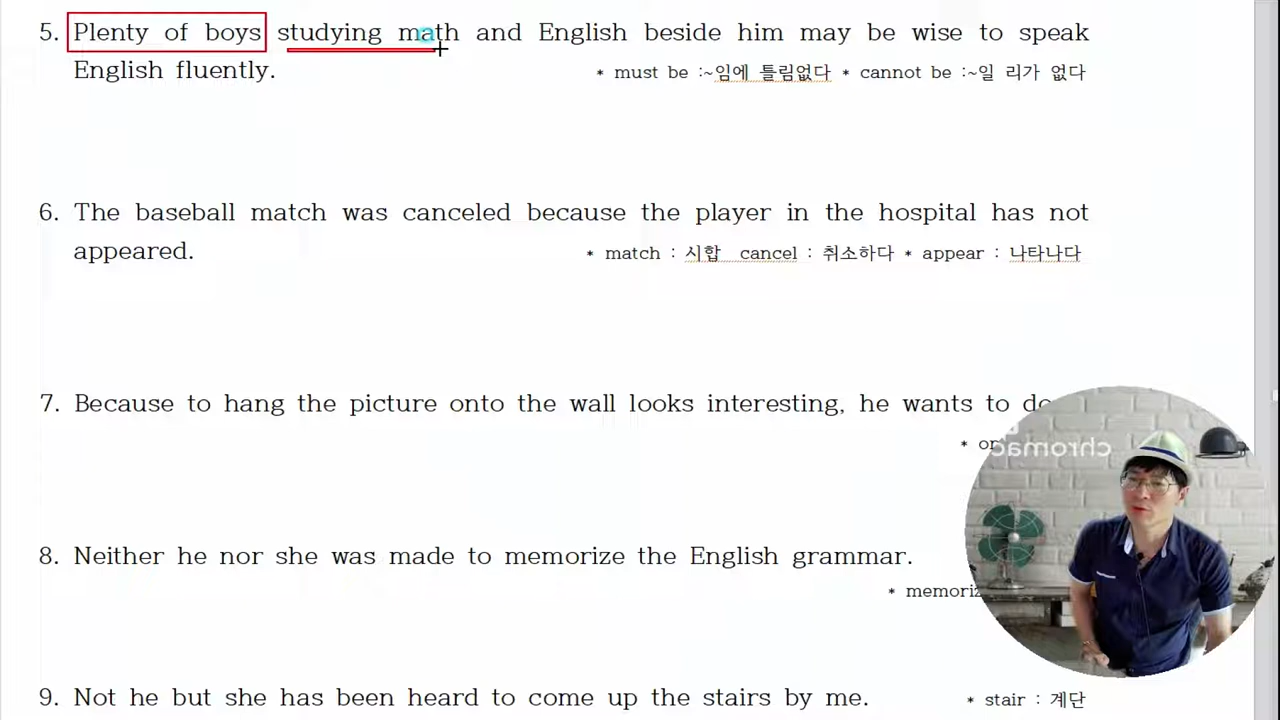 5. Plenty of boys studying math and English beside him may be wise to speak
English fluently. * must be :~임에 틀림없다 * cannot be :~일 리가 없다
6. The baseball match was canceled because the player in the hospital has not
appeared. * match : 시합 cancel : 취소하다 * appear : 나타나다
7. Because to hang the picture onto the wall looks interesting, he wants to
*
8. Neither he nor she was made to memorize the English grammar.
*
9. Not he but she has been heard to come up the stairs by me. * stair : 계단